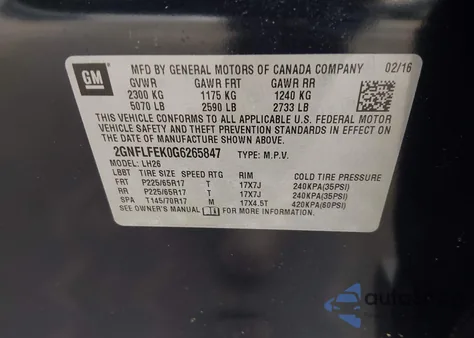 GM
MFD BY GENERAL MOTORS OF CANADA COMPANY 02/16
GVWR GAWR FRT GAWR RR
2300 KG 1175 KG 1240 KG
5070 LB 2590 LB 2733 LB
THIS VEHICLE CONFORMS TO ALL APPLICABLE U.S. FEDERAL MOTOR
VEHICLE SAFETY, BUMPER, AND THEFT PREVENTION STANDARDS IN EFFECT ON
THE DATE OF MANUFACTURE SHOWN ABOVE.
2GNFLFEK0G6265847 TYPE: M.P.V.
MODEL: LH26
LBBT TIRE SIZE SPEED RTG RIM COLD TIRE PRESSURE
FRT P225/65R17 T 17X7J 240KPA(35PSI)
RR P225/65R17 T 17X7J 240KPA(35PSI)
SPA T145/70R17 M 17X4.5T 420KPA(60PSI)
SEE OWNER'S MANUAL FOR MORE INFORMATION.